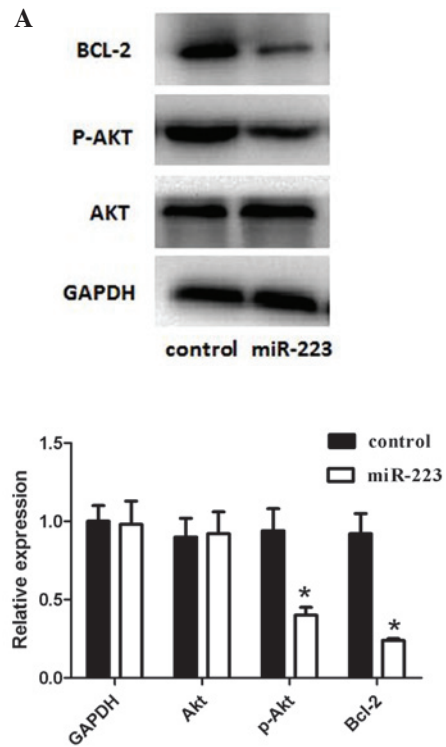 A
BCL-2
P-AKT
AKT
GAPDH
control miR-223
control
miR-223
Relative expression
1.5
1.0
0.5
0.0
* *
GAPDH Akt p-Akt Bcl-2